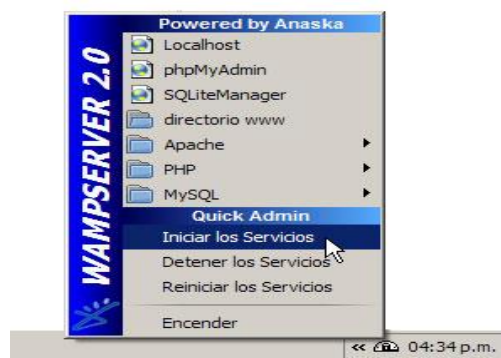 Powered by Anaska
WAMPSERVER 2.0
Localhost
phpMyAdmin
SQLiteManager
directorio www
Apache
PHP
MySQL
Quick Admin
Iniciar los Servicios
Detener los Servicios
Reiniciar los Servicios
Encender
« 04:34 p.m.